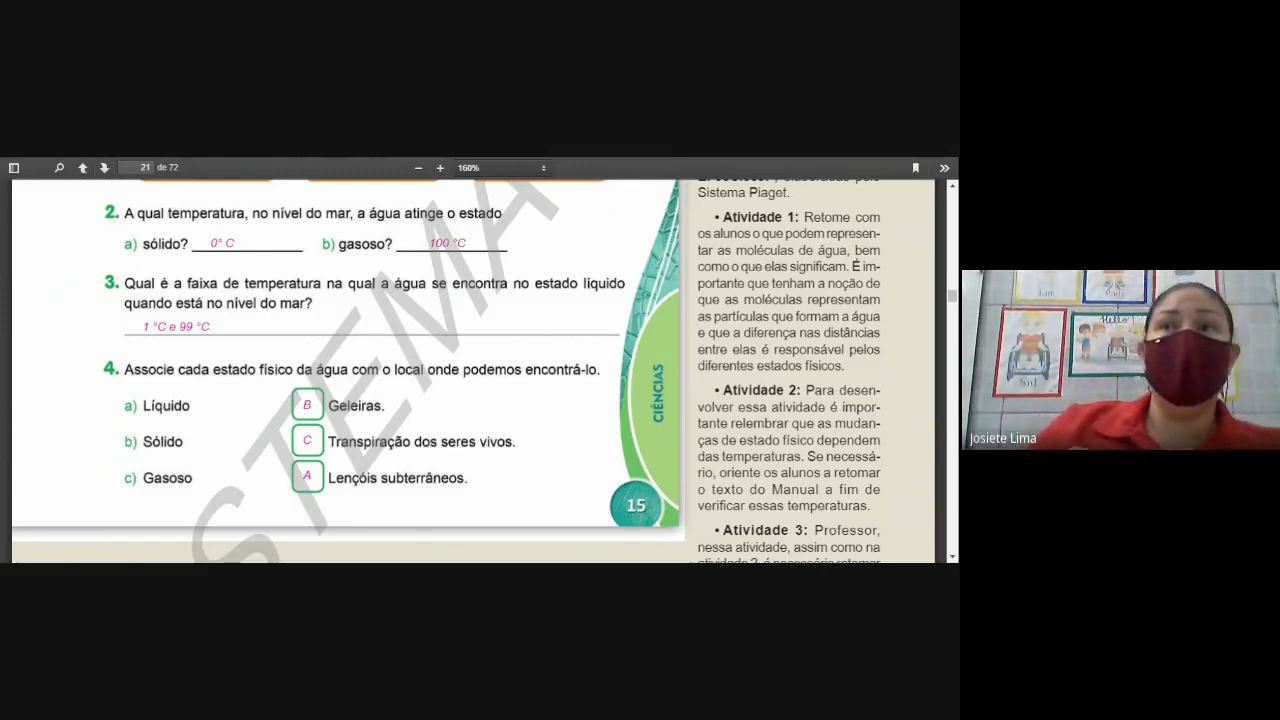 21 de 72
160%
2. A qual temperatura, no nível do mar, a água atinge o estado
a) sólido? 0° C b) gasoso? 100 °C
3. Qual é a faixa de temperatura na qual a água se encontra no estado líquido
quando está no nível do mar?
1 °C e 99 °C.
4. Associe cada estado físico da água com o local onde podemos encontrá-lo.
a) Líquido B Geleiras.
b) Sólido C Transpiração dos seres vivos.
c) Gasoso A Lençóis subterrâneos.
STEMA
CIÊNCIAS
15
Sistema Piaget.
• Atividade 1: Retome com
os alunos o que podem represen-
tar as moléculas de água, bem
como o que elas significam. É im-
portante que tenham a noção de
que as moléculas representam
as partículas que formam a água
e que a diferença nas distâncias
entre elas é responsável pelos
diferentes estados físicos.
• Atividade 2: Para desen-
volver essa atividade é impor-
tante relembrar que as mudan-
ças de estado físico dependem
das temperaturas. Se necessá-
rio, oriente os alunos a retomar
o texto do Manual a fim de
verificar essas temperaturas.
• Atividade 3: Professor,
nessa atividade, assim como na
Hello!
Josiete Lima